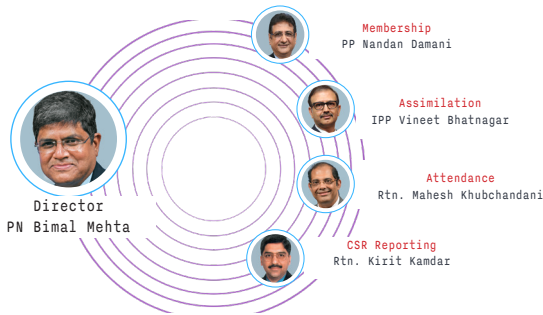 Membership
PP Nandan Damani
Assimilation
IPP Vineet Bhatnagar
Attendance
Rtn. Mahesh Khubchandani
Director
PN Bimal Mehta
CSR Reporting
Rtn. Kirit Kamdar